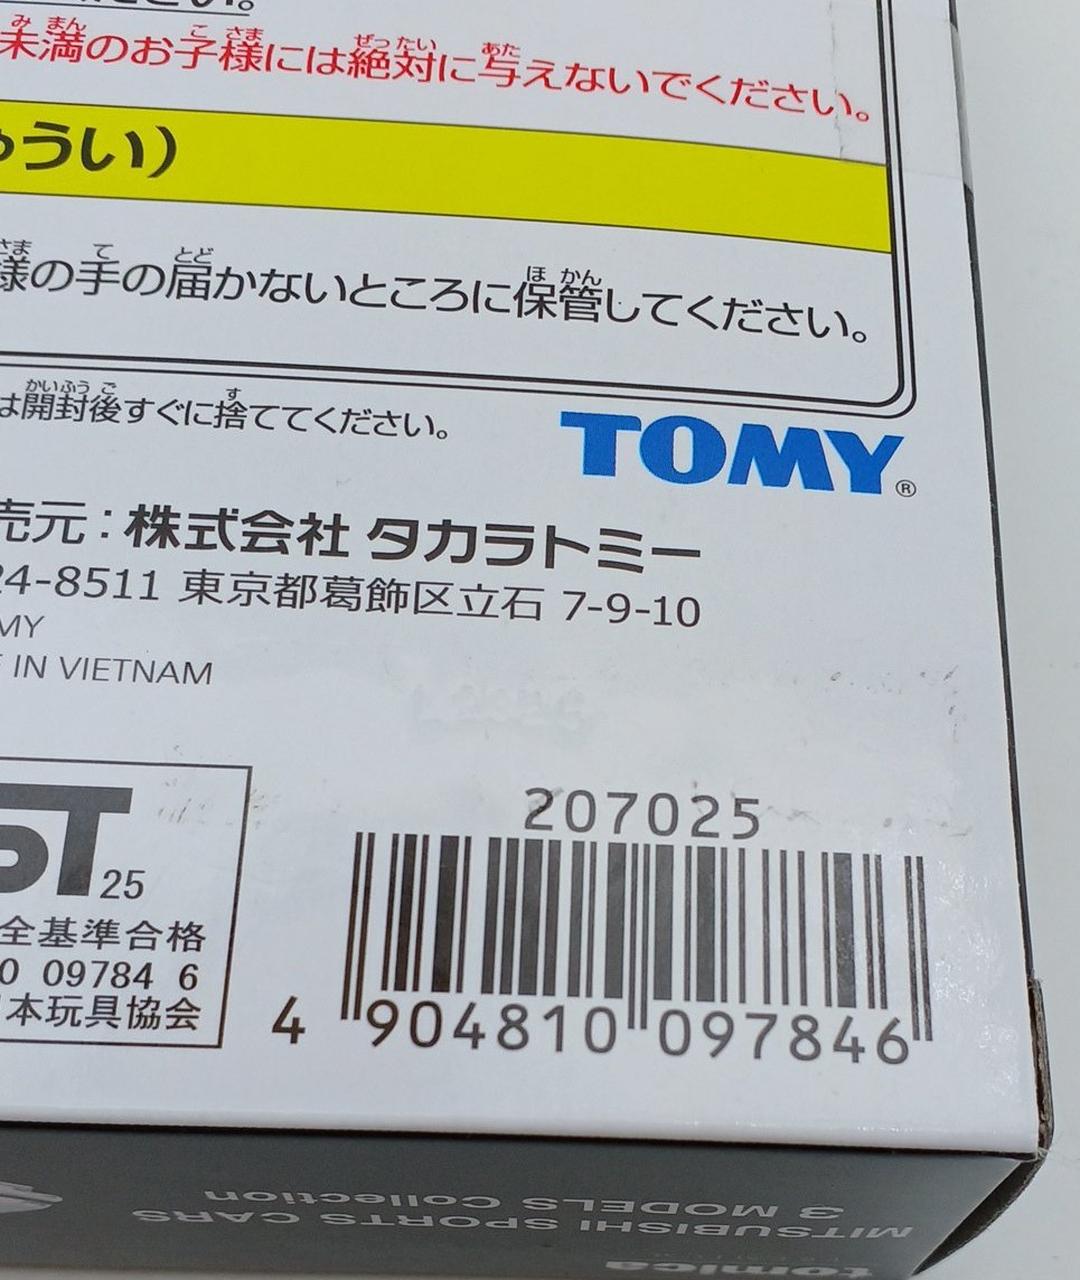 ください。
未満のお子様には絶対に与えないでください。
ゅうい）
様の手の届かないところに保管してください。
は開封後すぐに捨ててください。
TOMY®
売元：株式会社 タカラトミー
24-8511 東京都葛飾区立石 7-9-10
MY
E IN VIETNAM
207025
ST 25
全基準合格
0 09784 6
本玩具協会
4 904810 097846
tomica
MITSUBISHI SPORTS CARS
3 MODELS Collection